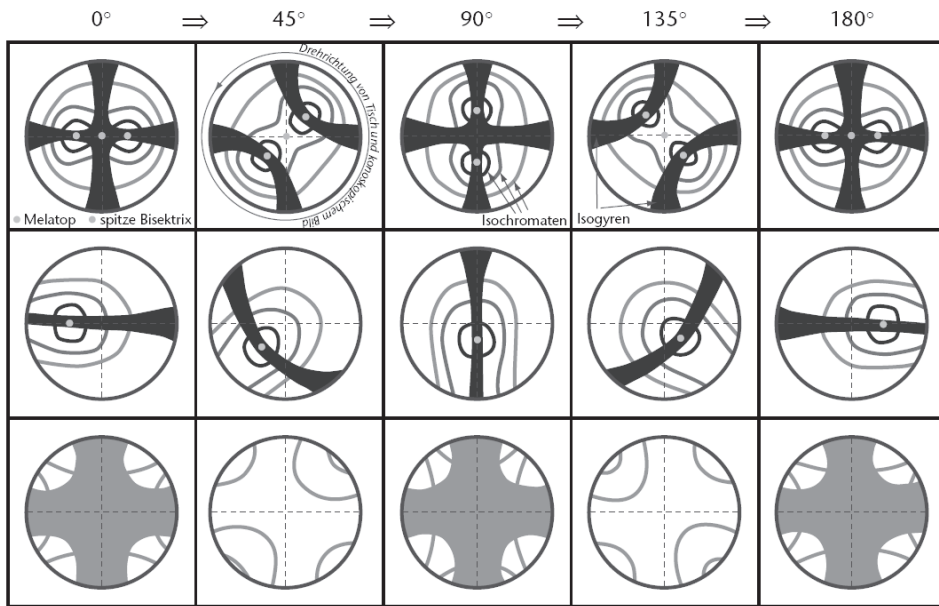 0° ⇒ 45° ⇒ 90° ⇒ 135° ⇒ 180°
Drehrichtung von Tisch und konoskopischem Bild
Melatop
spitze Bisektrix
Isochromaten
Isogyren